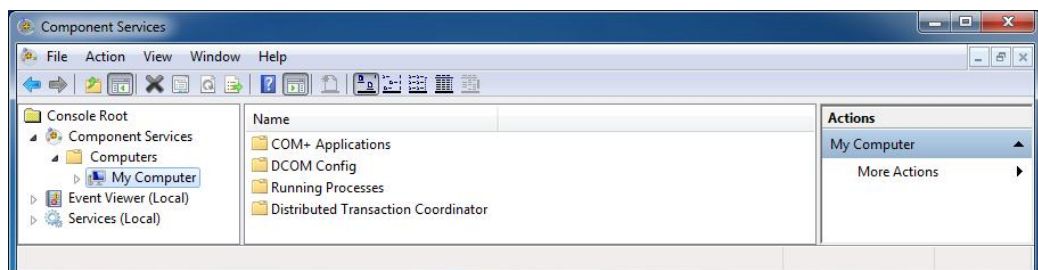 Component Services
File Action View Window Help
Console Root
Component Services
Computers
My Computer
Event Viewer (Local)
Services (Local)
Name
COM+ Applications
DCOM Config
Running Processes
Distributed Transaction Coordinator
Actions
My Computer
More Actions